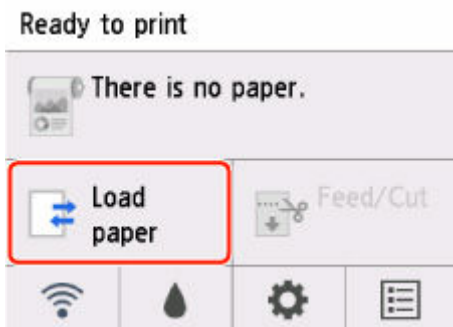 Ready to print
There is no paper.
Load
paper
Feed/Cut